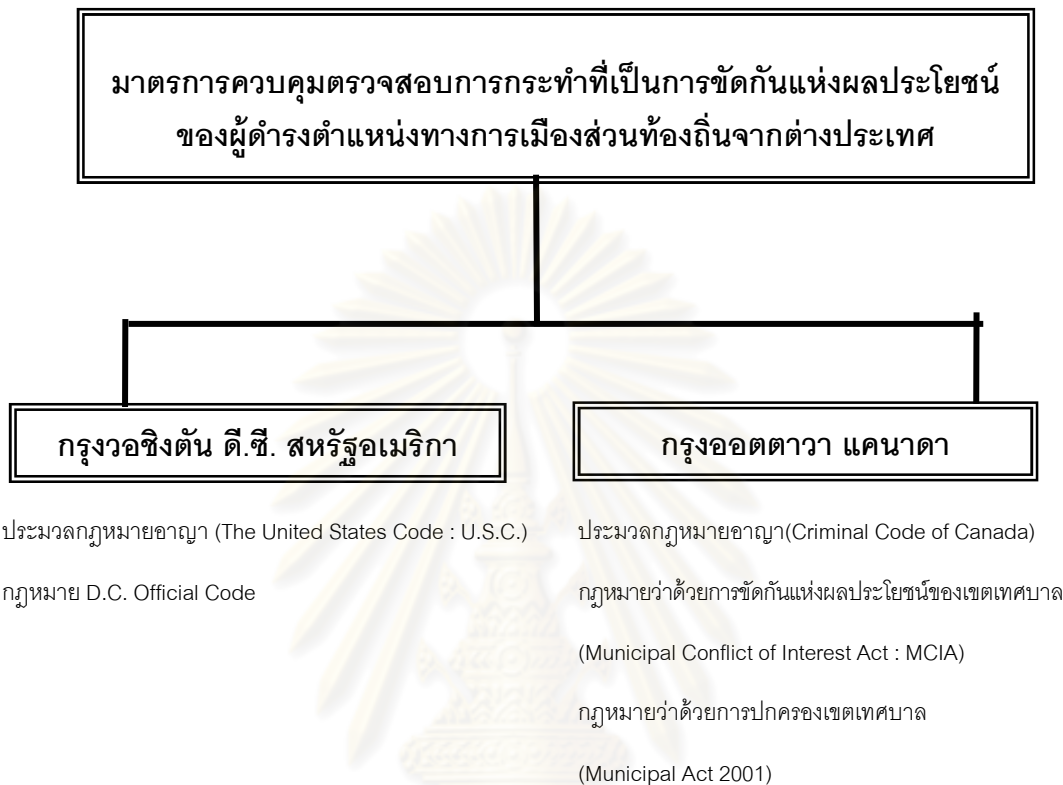 มาตรการควบคุมตรวจสอบการกระทำที่เป็นการขัดกันแห่งผลประโยชน์
ของผู้ดำรงตำแหน่งทางการเมืองส่วนท้องถิ่นจากต่างประเทศ
กรุงวอชิงตัน ดี.ซี. สหรัฐอเมริกา
ประมวลกฎหมายอาญา (The United States Code : U.S.C.)
กฎหมาย D.C. Official Code
กรุงออตตาวา แคนาดา
ประมวลกฎหมายอาญา(Criminal Code of Canada)
กฎหมายว่าด้วยการขัดกันแห่งผลประโยชน์ของเขตเทศบาล
(Municipal Conflict of Interest Act : MCIA)
กฎหมายว่าด้วยการปกครองเขตเทศบาล
(Municipal Act 2001)